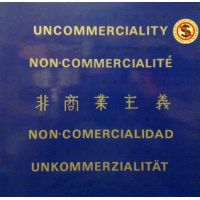 UNCOMMERCIALITY
NON·COMMERCIALITÉ
非商業主義
NON·COMERCIALIDAD
UNKOMMERZIALITÄT